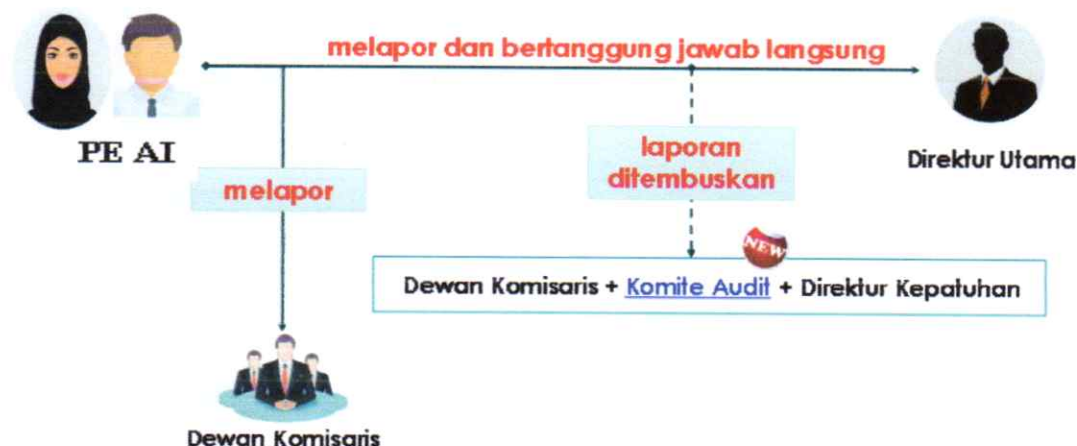 melapor dan bertanggung jawab langsung
PE AI
Direktur Utama
melapor
laporan
ditembuskan
NEW
Dewan Komisaris + Komite Audit + Direktur Kepatuhan
Dewan Komisaris